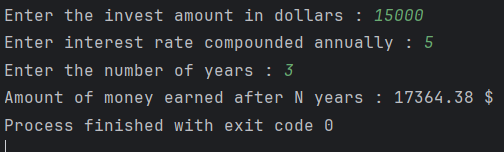 Enter the invest amount in dollars : 15000
Enter interest rate compounded annually : 5
Enter the number of years : 3
Amount of money earned after N years : 17364.38 $
Process finished with exit code 0